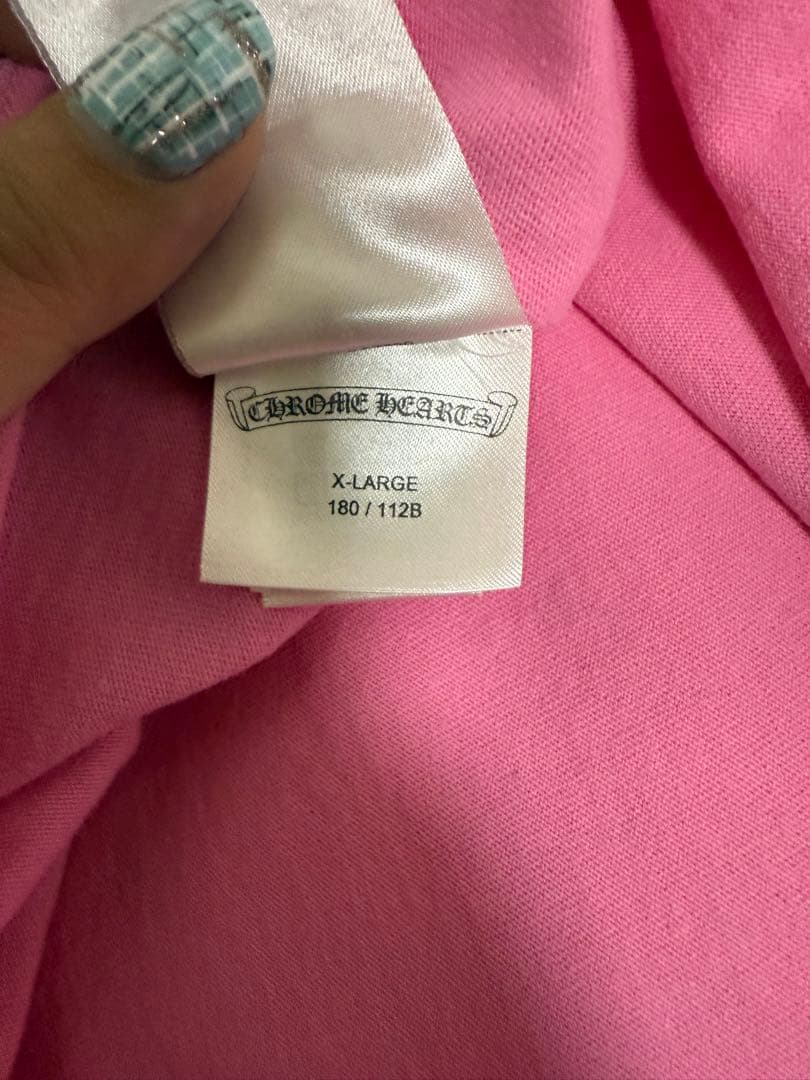 CHROME HEARTS
X-LARGE
180 / 112B